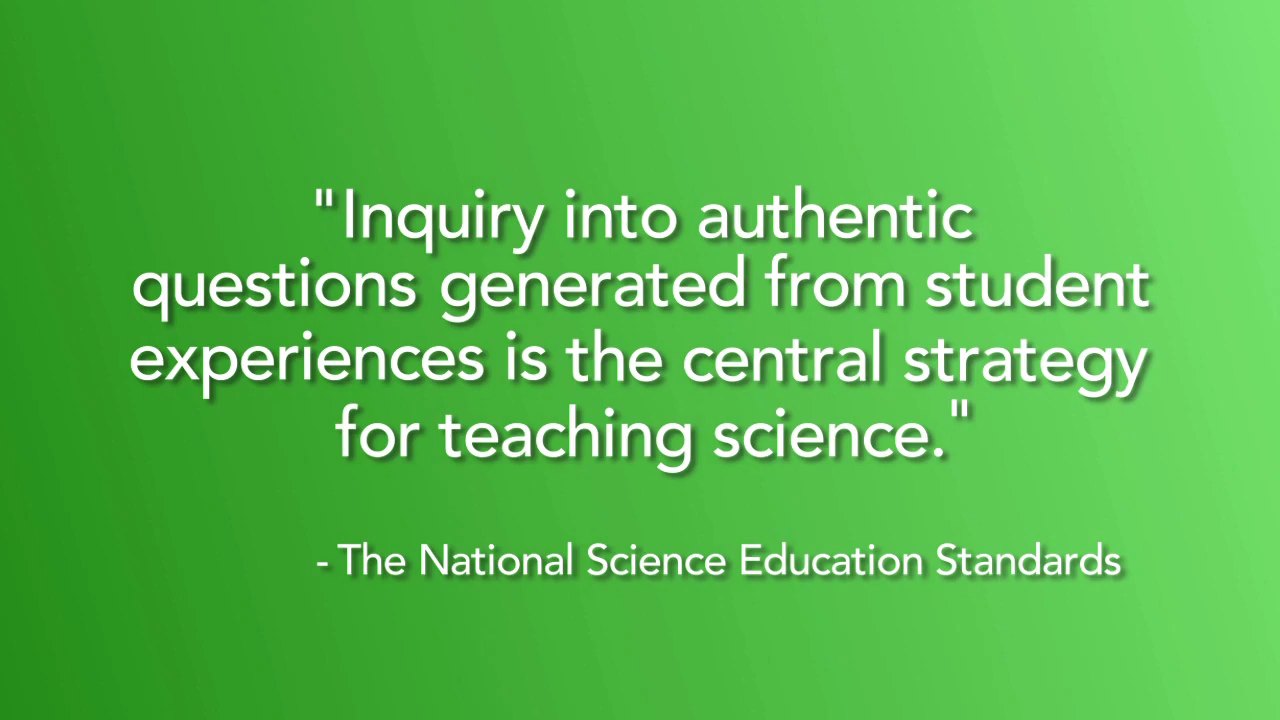 "Inquiry into authentic
questions generated from student
experiences is the central strategy
for teaching science."
- The National Science Education Standards